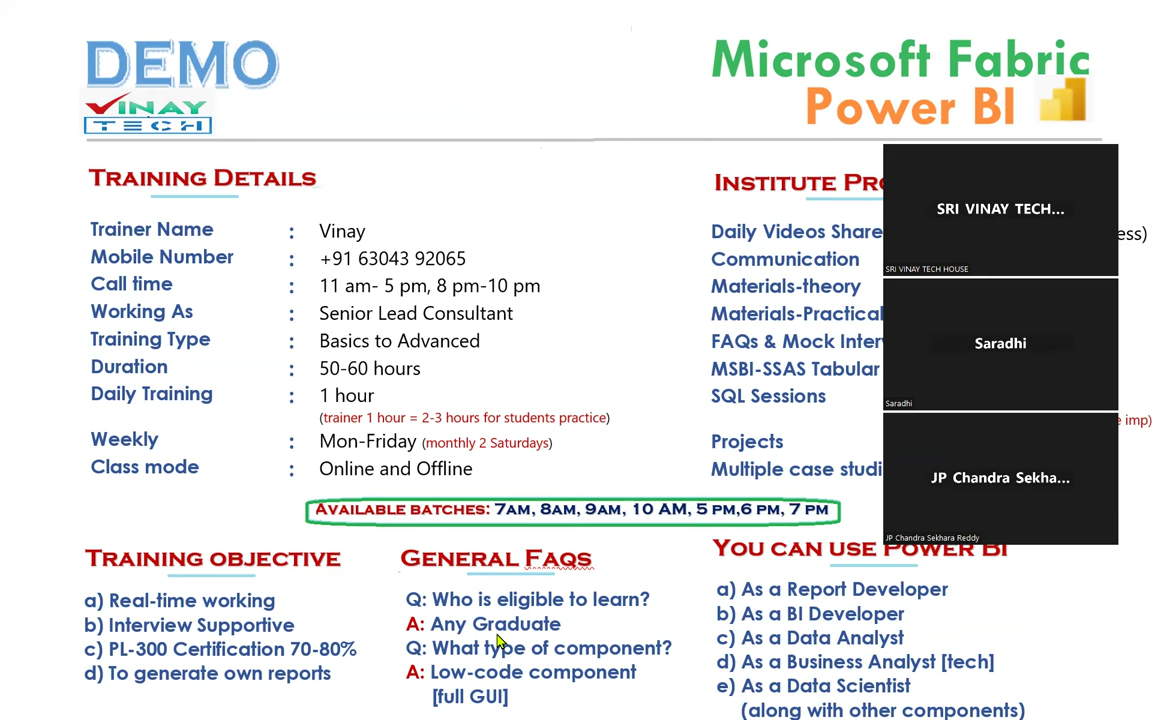 DEMO
VINAY
TECH
Microsoft Fabric
Power BI
TRAINING DETAILS
Trainer Name : Vinay
Mobile Number : +91 63043 92065
Call time : 11 am- 5 pm, 8 pm-10 pm
Working As : Senior Lead Consultant
Training Type : Basics to Advanced
Duration : 50-60 hours
Daily Training : 1 hour
(trainer 1 hour = 2-3 hours for students practice)
Weekly : Mon-Friday (monthly 2 Saturdays)
Class mode : Online and Offline
INSTITUTE
Daily Videos Share
Communication
Materials-theory
Materials-Practical
FAQs & Mock
MSBI-SSAS Tabular
SQL Sessions
imp)
Projects
Multiple case
SRI VINAY TECH...
SRI VINAY TECH HOUSE
Saradhi
Saradhi
JP Chandra Sekha...
JP Chandra Sekhara Reddy
AVAILABLE BATCHES: 7AM, 8AM, 9AM, 10 AM, 5 PM,6 PM, 7 PM
TRAINING OBJECTIVE
a) Real-time working
b) Interview Supportive
c) PL-300 Certification 70-80%
d) To generate own reports
GENERAL FAQS
Q: Who is eligible to learn?
A: Any Graduate
Q: What type of component?
A: Low-code component
[full GUI]
YOU CAN USE POWER BI
a) As a Report Developer
b) As a BI Developer
c) As a Data Analyst
d) As a Business Analyst [tech]
e) As a Data Scientist
(along with other components)